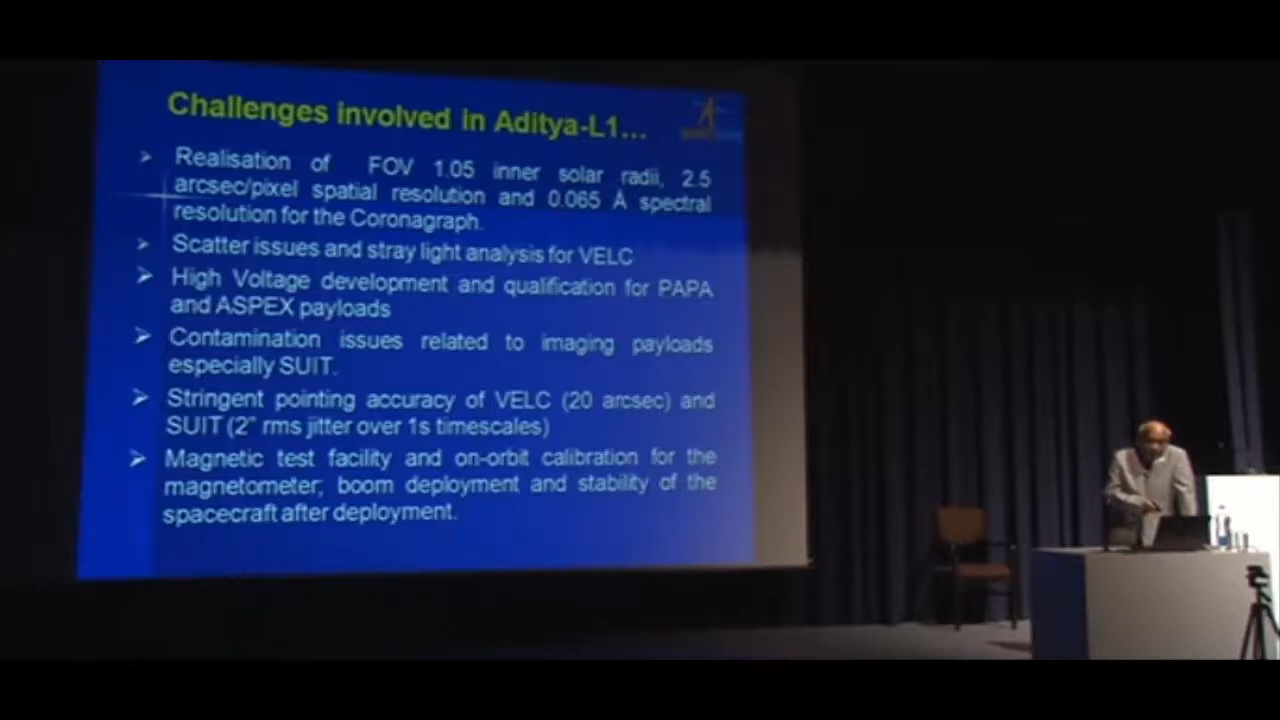 Challenges involved in Aditya-L1...
➢ Realisation of FOV 1.05 inner solar radii, 2.5
arcsec/pixel spatial resolution and 0.065 Å spectral
resolution for the Coronagraph.
➢ Scatter issues and stray light analysis for VELC
➢ High Voltage development and qualification for PAPA
and ASPEX payloads
➢ Contamination issues related to imaging payloads
especially SUIT.
➢ Stringent pointing accuracy of VELC (20 arcsec) and
SUIT (2" rms jitter over 1s timescales)
➢ Magnetic test facility and on-orbit calibration for the
magnetometer; boom deployment and stability of the
spacecraft after deployment.